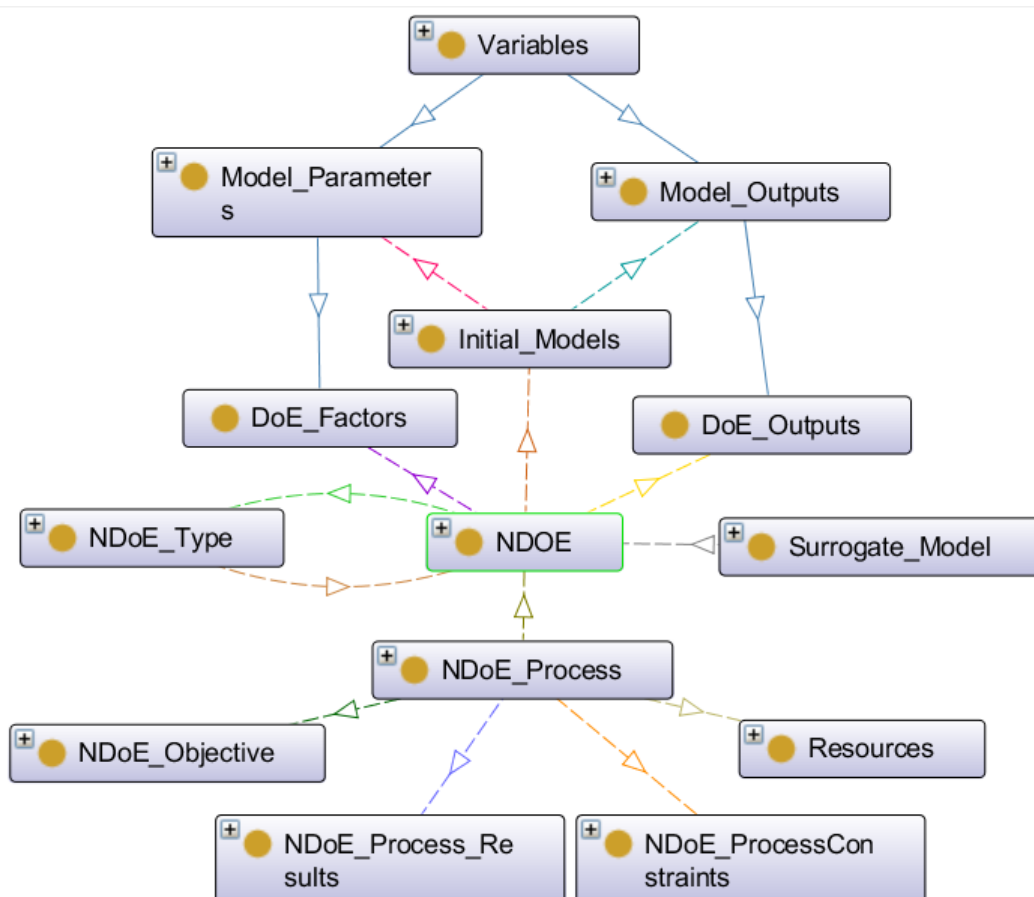 Variables
Model_Parameter
s
Model_Outputs
Initial_Models
DoE_Factors
DoE_Outputs
NDoE_Type
NDOE
Surrogate_Model
NDoE_Process
NDoE_Objective
Resources
NDoE_Process_Re
sults
NDoE_ProcessCon
straints